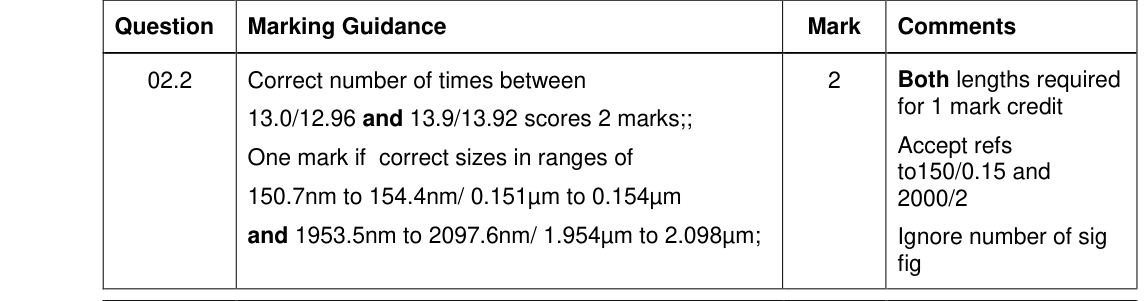 Question Marking Guidance Mark Comments
02.2 Correct number of times between 2 Both lengths required
for 1 mark credit
13.0/12.96 and 13.9/13.92 scores 2 marks;;
Accept refs
to150/0.15 and
2000/2
One mark if  correct sizes in ranges of
150.7nm to 154.4nm/ 0.151µm to 0.154µm
and 1953.5nm to 2097.6nm/ 1.954µm to 2.098µm;
Ignore number of sig
fig